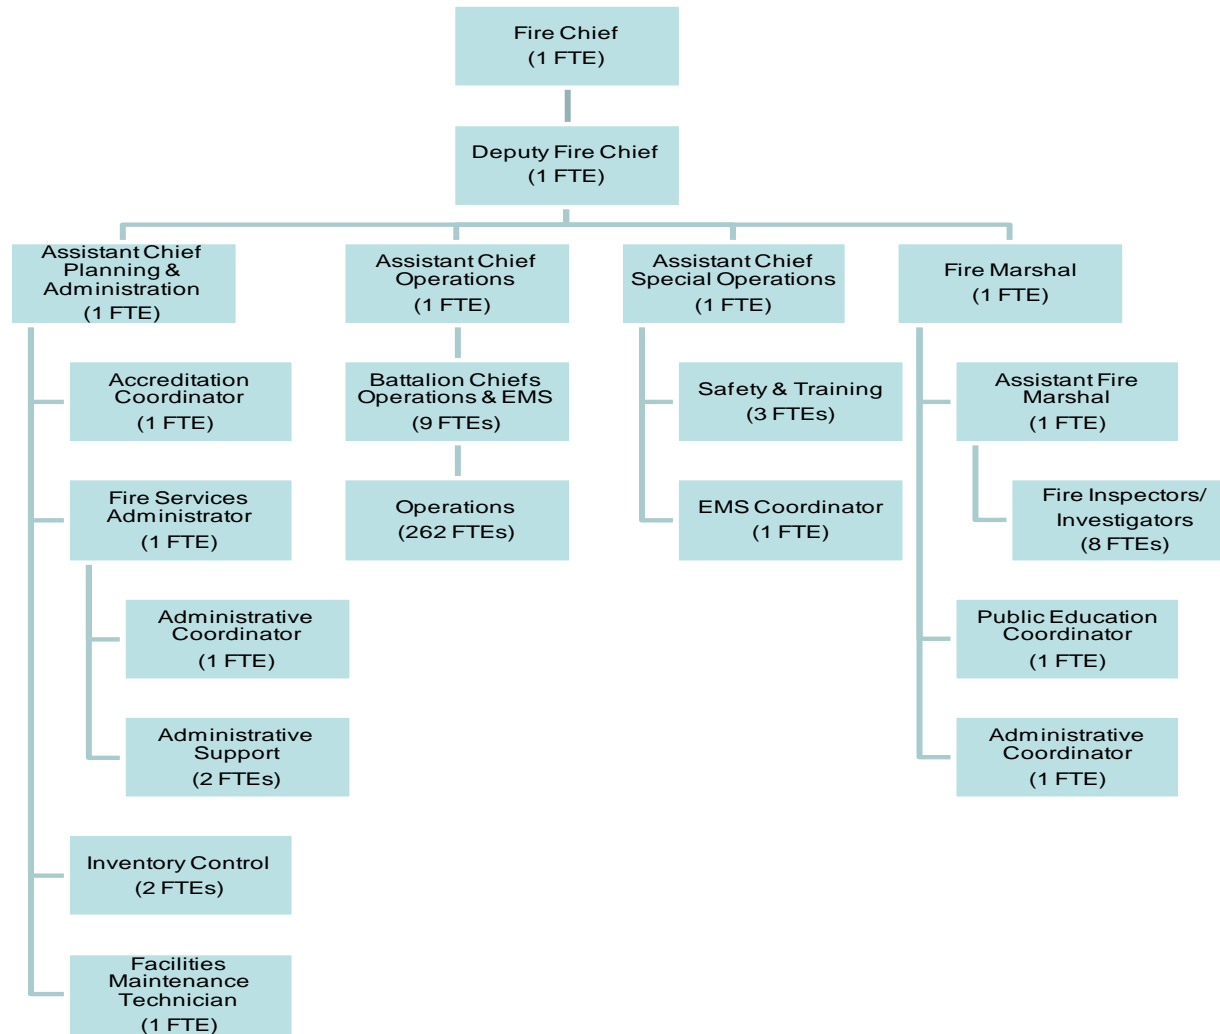 Fire Chief
(1 FTE)
Deputy Fire Chief
(1 FTE)
Assistant Chief
Planning &
Administration
(1 FTE)
Accreditation
Coordinator
(1 FTE)
Fire Services
Administrator
(1 FTE)
Administrative
Coordinator
(1 FTE)
Administrative
Support
(2 FTEs)
Inventory Control
(2 FTEs)
Facilities
Maintenance
Technician
(1 FTE)
Assistant Chief
Operations
(1 FTE)
Battalion Chiefs
Operations & EMS
(9 FTEs)
Operations
(262 FTEs)
Assistant Chief
Special Operations
(1 FTE)
Safety & Training
(3 FTEs)
EMS Coordinator
(1 FTE)
Fire Marshal
(1 FTE)
Assistant Fire
Marshal
(1 FTE)
Fire Inspectors/
Investigators
(8 FTEs)
Public Education
Coordinator
(1 FTE)
Administrative
Coordinator
(1 FTE)